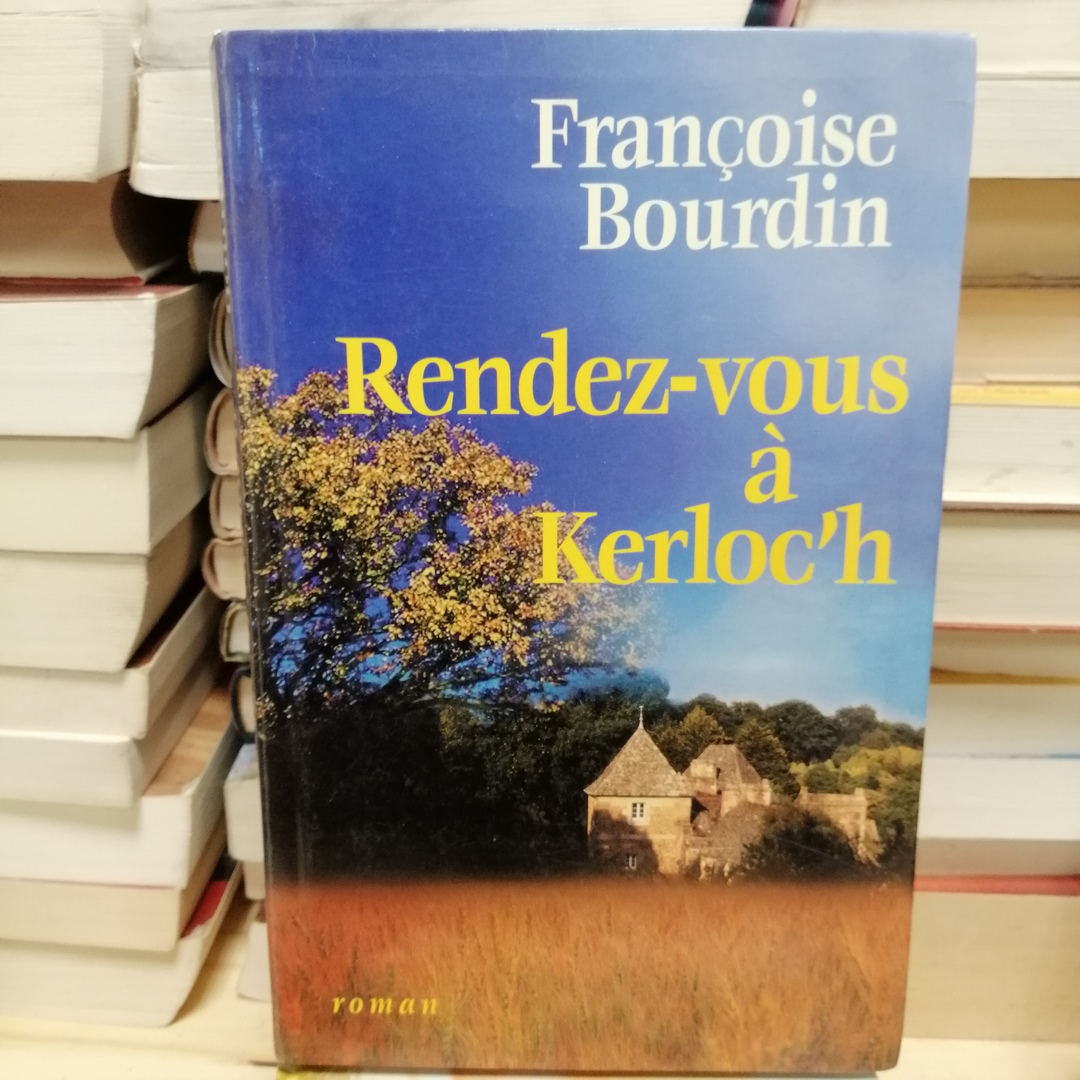 Françoise
Bourdin
Rendez-vous
à
Kerloc'h
roman